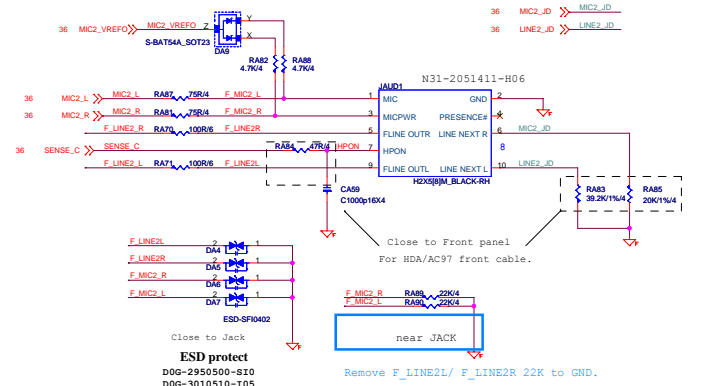 36 MIC2_JD MIC2_JD
36 LINE2_JD LINE2_JD
36 MIC2_VREFO MIC2_VREFO Z Y X
S-BAT54A_SOT23 DA9
RA82 RA88
4.7K/4 4.7K/4
N31-2051411-H06
JAUD1
36 MIC2_L MIC2_L RA87 75R/4 F_MIC2_L 1 MIC GND 2
36 MIC2_R MIC2_R RA81 75R/4 F_MIC2_R 3 MICPWR PRESENCE# 4
F_LINE2_R RA70 100R/6 F_LINE2R 5 FLINE OUTR LINE NEXT R 6 MIC2_JD
36 SENSE_C SENSE_C RA84 47R/4 HPON 7 HPON 8
F_LINE2_L RA71 100R/6 F_LINE2L 9 FLINE OUTL LINE NEXT L 10 LINE2_JD
H2X5[8]M_BLACK-RH
CA59
C1000p16X4
F
RA83 RA85
39.2K/1%/4 20K/1%/4
F
F
Close to Front panel
For HDA/AC97 front cable.
F_LINE2L 2 DA4 1
F_LINE2R 2 DA5 1
F_MIC2_R 2 DA6 1
F_MIC2_L 2 DA7 1
ESD-SFI0402
F
F_MIC2_R RA89 22K/4
F_MIC2_L RA90 22K/4
F
Close to Jack
near JACK
ESD protect
D0G-2950500-SI0
D0G-3010510-T05
Remove F_LINE2L/ F_LINE2R 22K to GND.